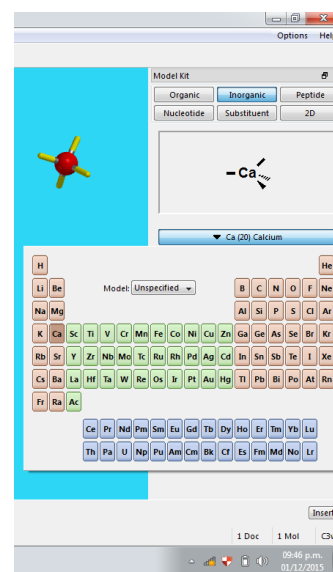 Options Help
Model Kit
Organic Inorganic Peptide
Nucleotide Substituent 2D
Ca
Ca (20) Calcium
H He
Li Be Model: Unspecified B C N O F Ne
Na Mg Al Si P S Cl Ar
K Ca Sc Ti V Cr Mn Fe Co Ni Cu Zn Ga Ge As Se Br Kr
Rb Sr Y Zr Nb Mo Tc Ru Rh Pd Ag Cd In Sn Sb Te I Xe
Cs Ba La Hf Ta W Re Os Ir Pt Au Hg Tl Pb Bi Po At Rn
Fr Ra Ac
Ce Pr Nd Pm Sm Eu Gd Tb Dy Ho Er Tm Yb Lu
Th Pa U Np Pu Am Cm Bk Cf Es Fm Md No Lr
Insert
1 Doc 1 Mol C3v
09:46 p.m.
01/12/2015